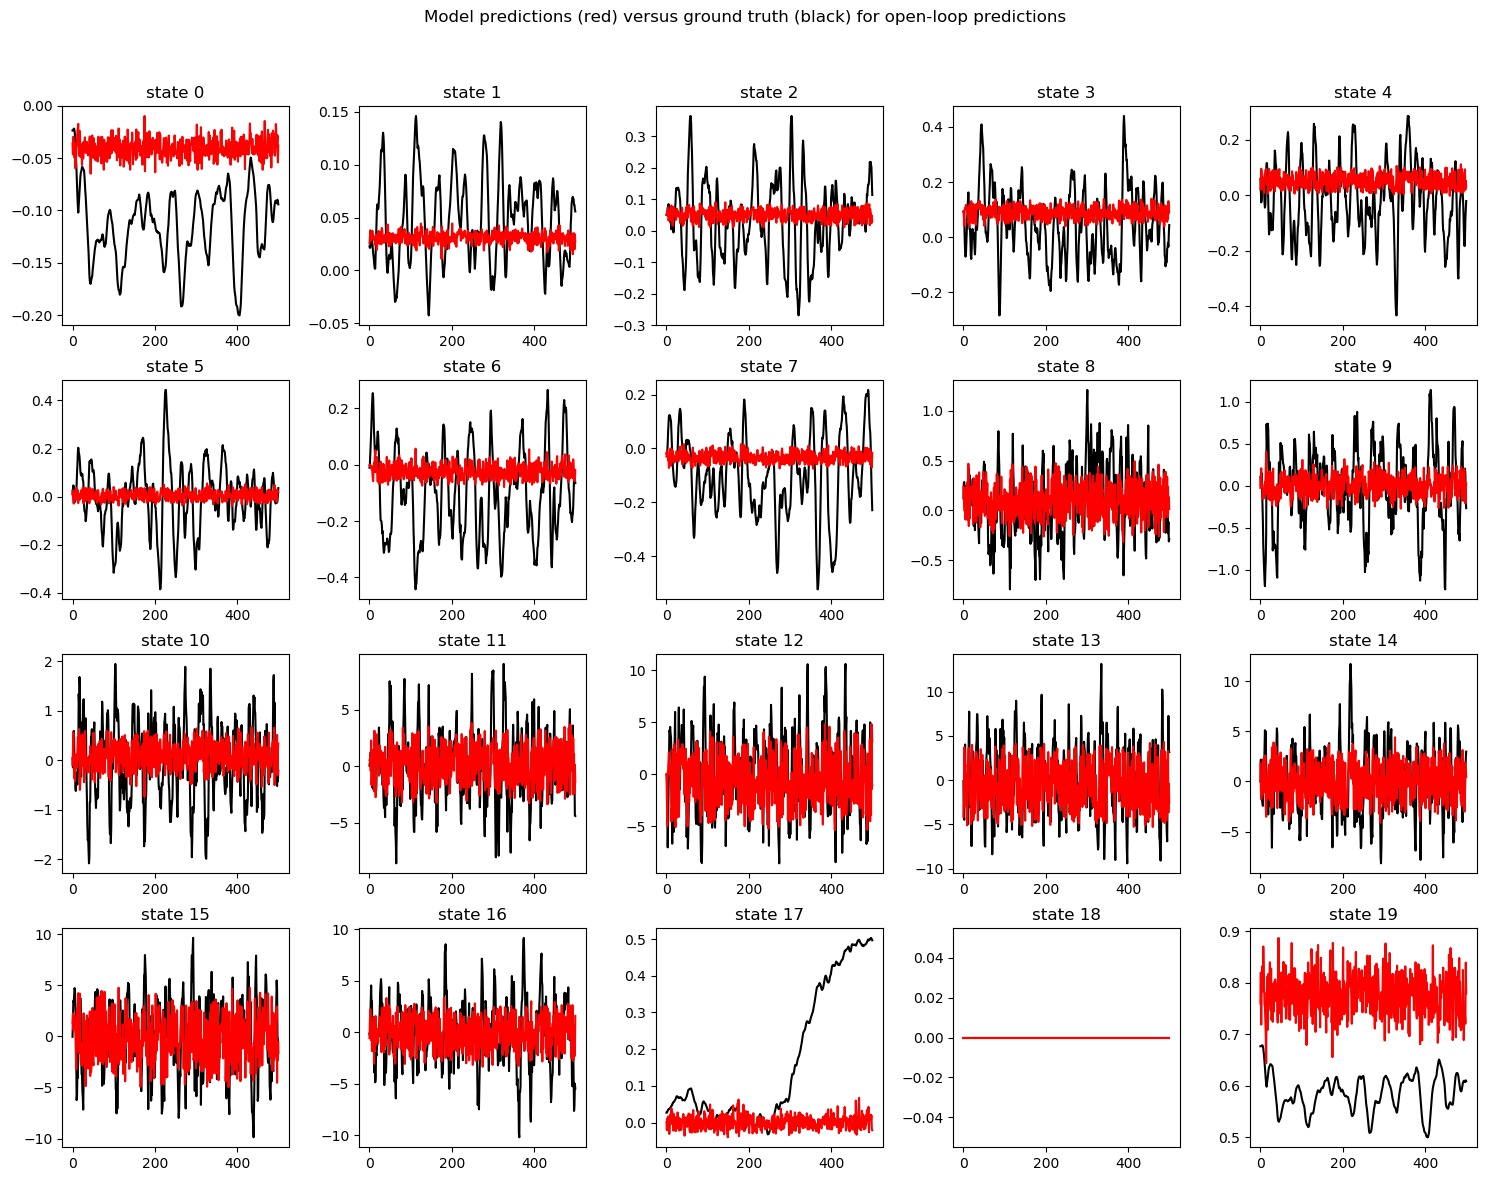 Model predictions (red) versus ground truth (black) for open-loop predictions
state 0 state 1 state 2 state 3 state 4
0.00 −0.05 −0.10 −0.15 −0.20 0 200 400
0.15 0.10 0.05 0.00 −0.05 0 200 400
0.3 0.2 0.1 0.0 −0.1 −0.2 −0.3 0 200 400
0.4 0.2 0.0 −0.2 0 200 400
0.2 0.0 −0.2 −0.4 0 200 400
state 5 state 6 state 7 state 8 state 9
0.4 0.2 0.0 −0.2 −0.4 0 200 400
0.2 0.0 −0.2 −0.4 0 200 400
0.2 0.0 −0.2 −0.4 0 200 400
1.0 0.5 0.0 −0.5 0 200 400
1.0 0.5 0.0 −0.5 −1.0 0 200 400
state 10 state 11 state 12 state 13 state 14
2 1 0 −1 −2 0 200 400
5 0 −5 0 200 400
10 5 0 −5 0 200 400
10 5 0 −5 −10 0 200 400
10 5 0 −5 0 200 400
state 15 state 16 state 17 state 18 state 19
10 5 0 −5 −10 0 200 400
10 5 0 −5 −10 0 200 400
0.5 0.4 0.3 0.2 0.1 0.0 0 200 400
0.04 0.02 0.00 −0.02 −0.04 0 200 400
0.9 0.8 0.7 0.6 0.5 0 200 400